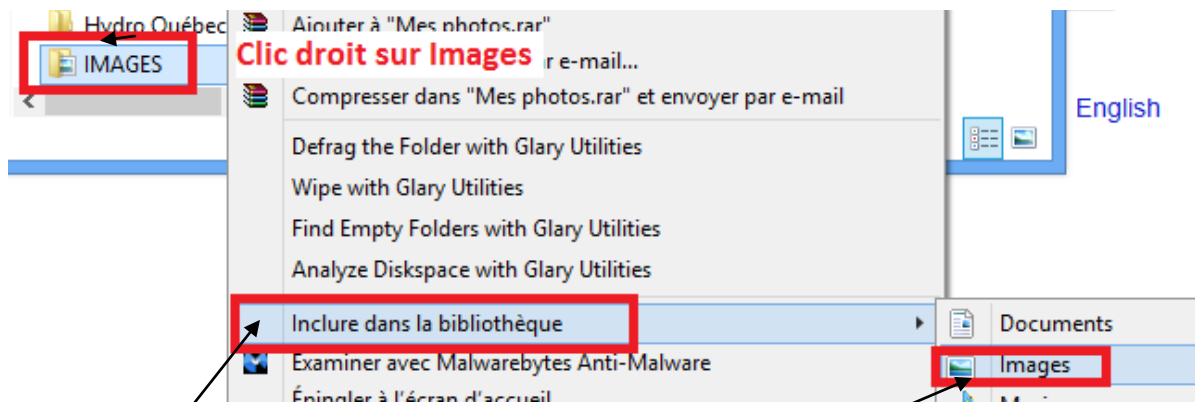 Hydro Québec
IMAGES
Ajouter à "Mes photos.rar"
Clic droit sur Images
r e-mail...
Compresser dans "Mes photos.rar" et envoyer par e-mail
English
Defrag the Folder with Glary Utilities
Wipe with Glary Utilities
Find Empty Folders with Glary Utilities
Analyze Diskspace with Glary Utilities
Inclure dans la bibliothèque
Documents
Examiner avec Malwarebytes Anti-Malware
Images
Épingler à l'écran d'accueil